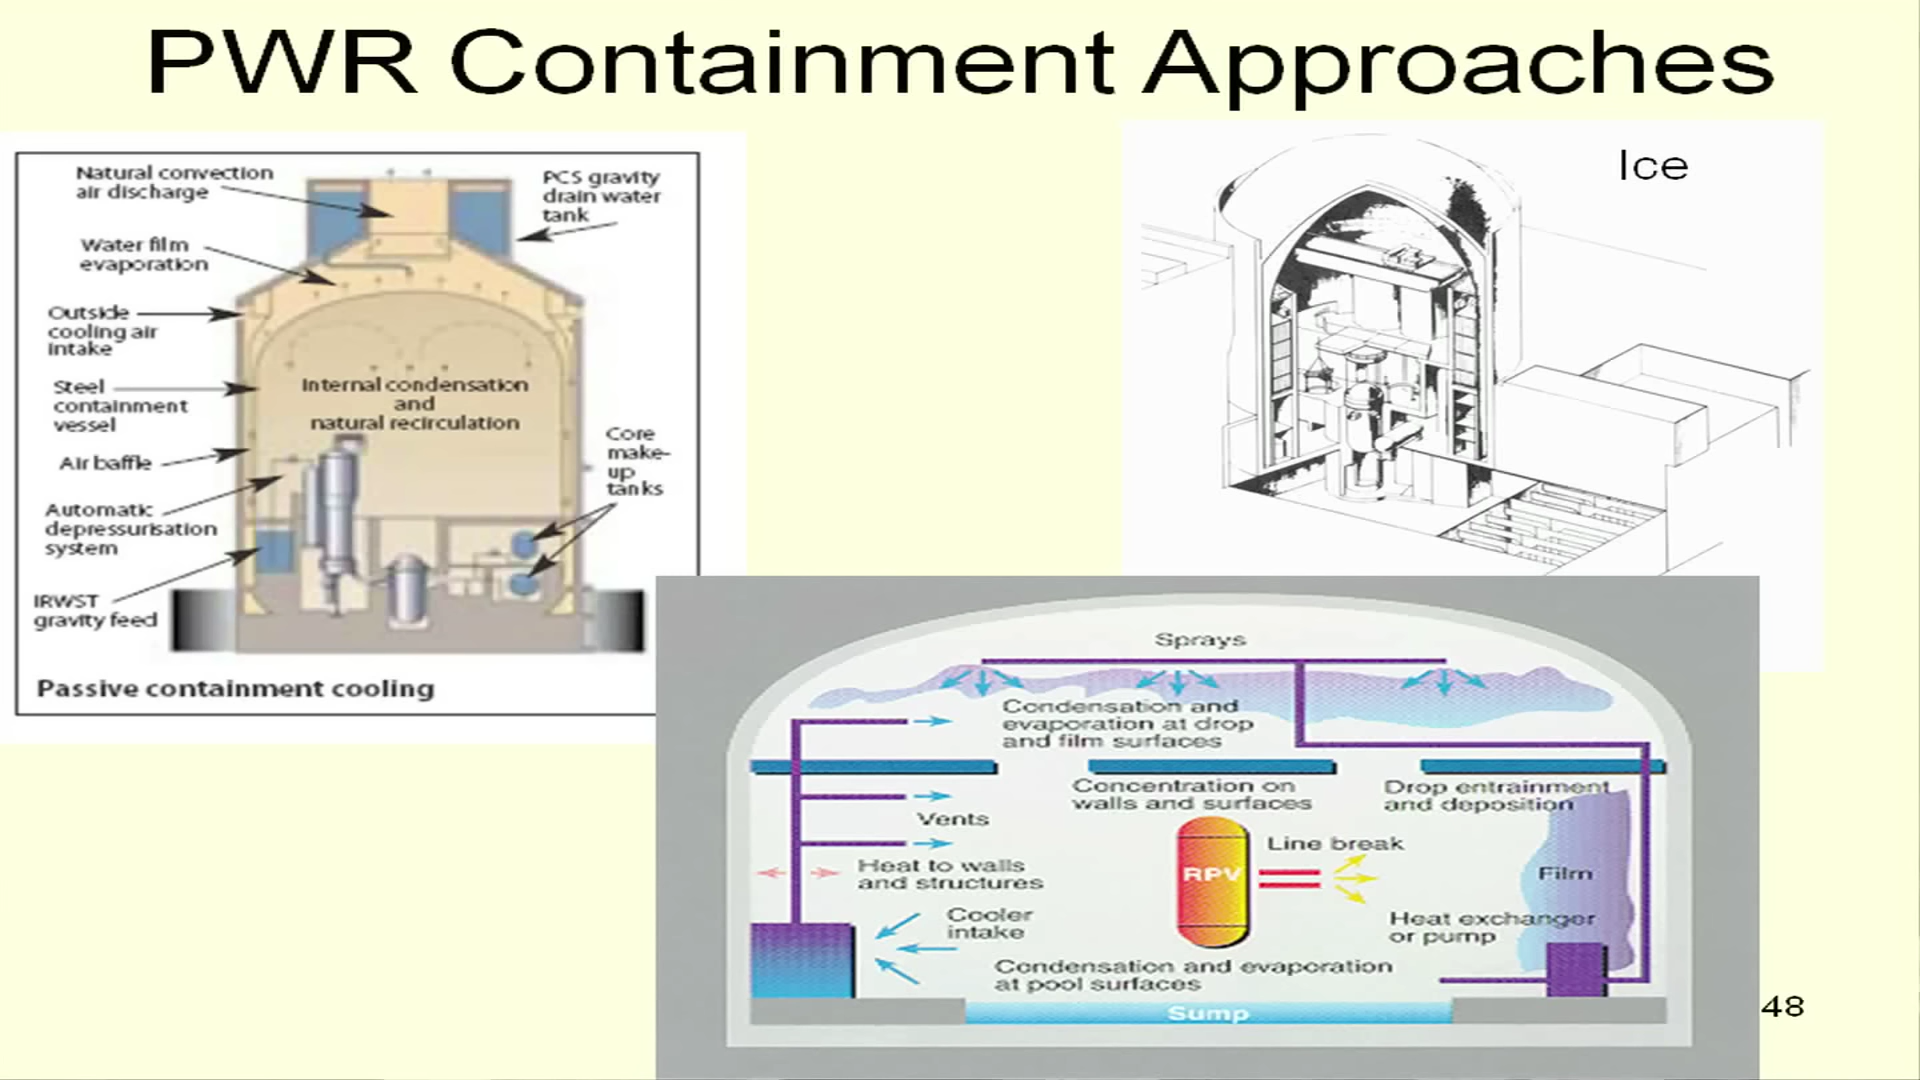 PWR Containment Approaches
Natural convection
air discharge
PCS gravity
drain water
tank
Water film
evaporation
Outside
cooling air
intake
Steel
containment
vessel
Internal condensation
and
natural recirculation
Air baffle
Core
make-
up
tanks
Automatic
depressurisation
system
IRWST
gravity feed
Passive containment cooling
Ice
Sprays
Condensation and
evaporation at drop
and film surfaces
Concentration on
walls and surfaces
Drop entrainment
and deposition
Vents
Line break
RPV
Heat to walls
and structures
Film
Cooler
intake
Heat exchanger
or pump
Condensation and evaporation
at pool surfaces
Sump
48